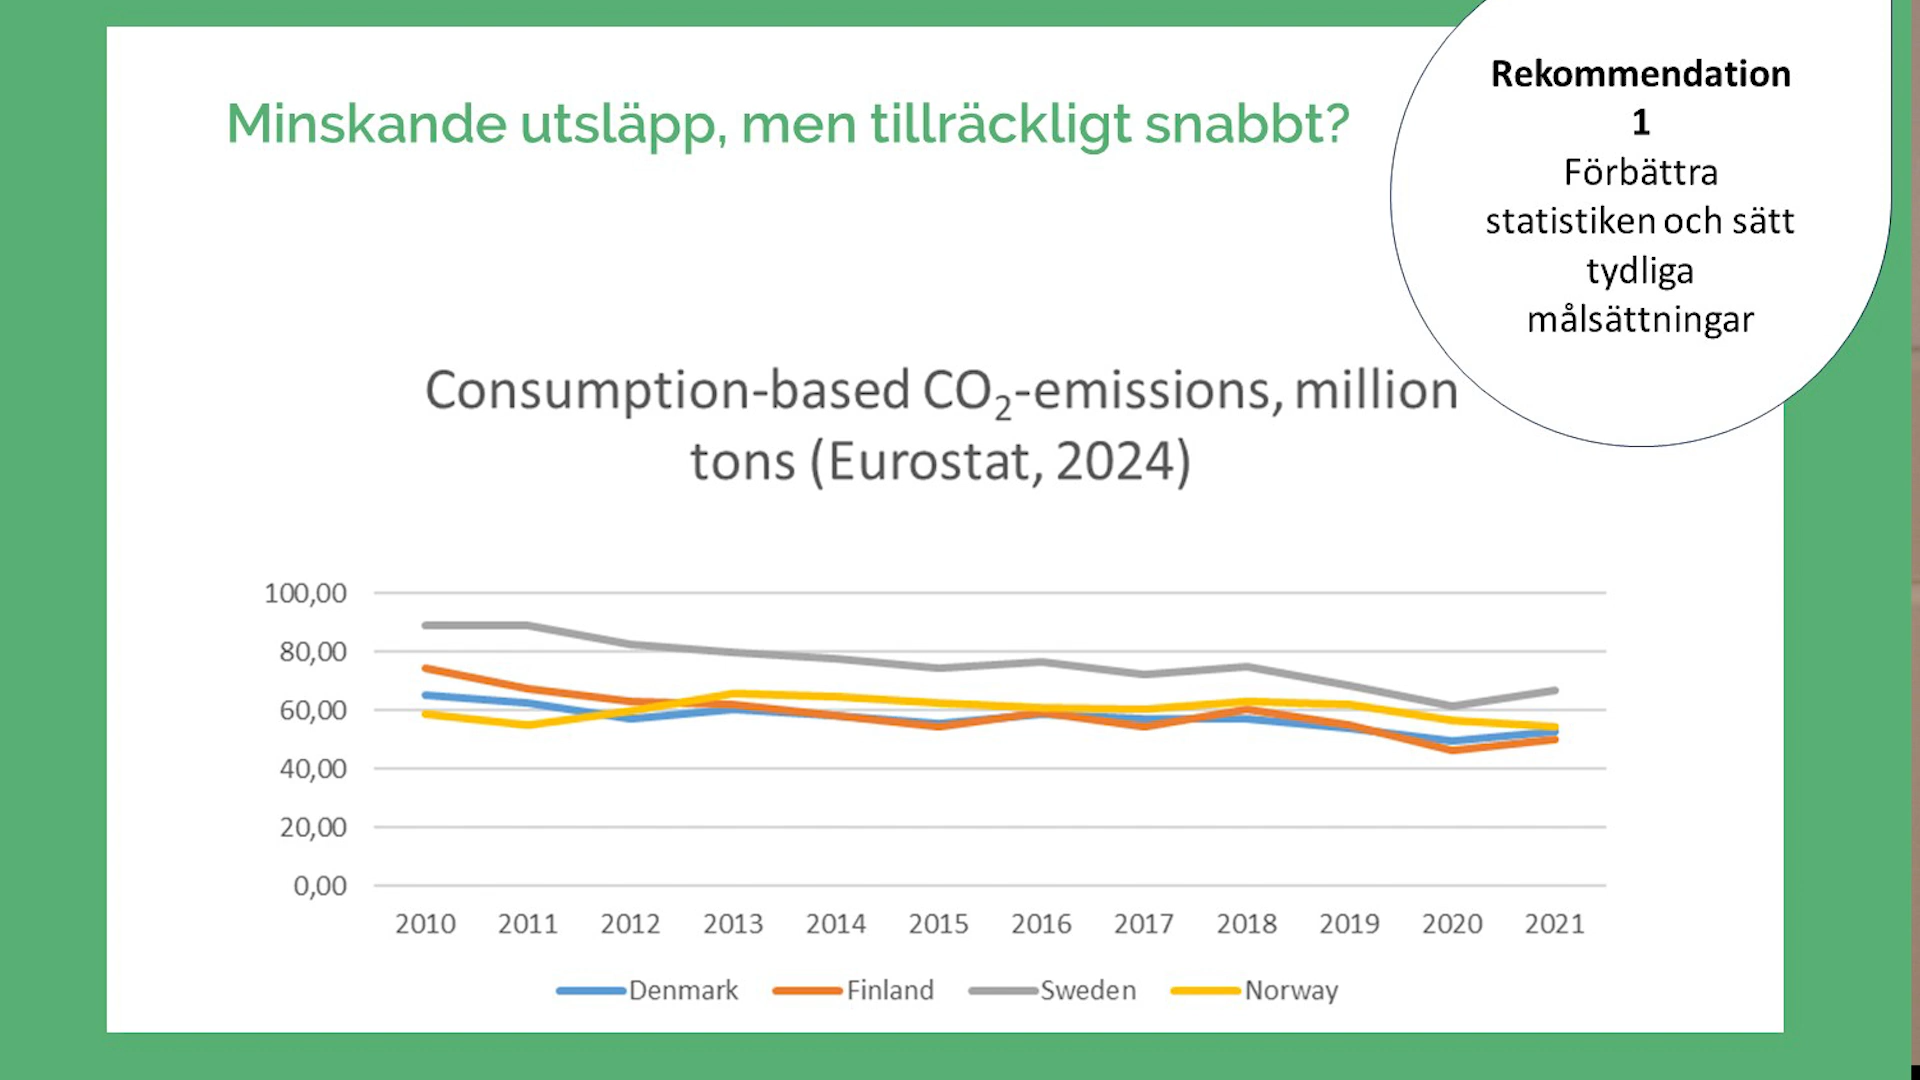 Minskande utsläpp, men tillräckligt snabbt?
Rekommendation
1
Förbättra
statistiken och sätt
tydliga
målsättningar
Consumption-based CO₂-emissions, million
tons (Eurostat, 2024)
100,00
80,00
60,00
40,00
20,00
0,00
2010 2011 2012 2013 2014 2015 2016 2017 2018 2019 2020 2021
Denmark Finland Sweden Norway